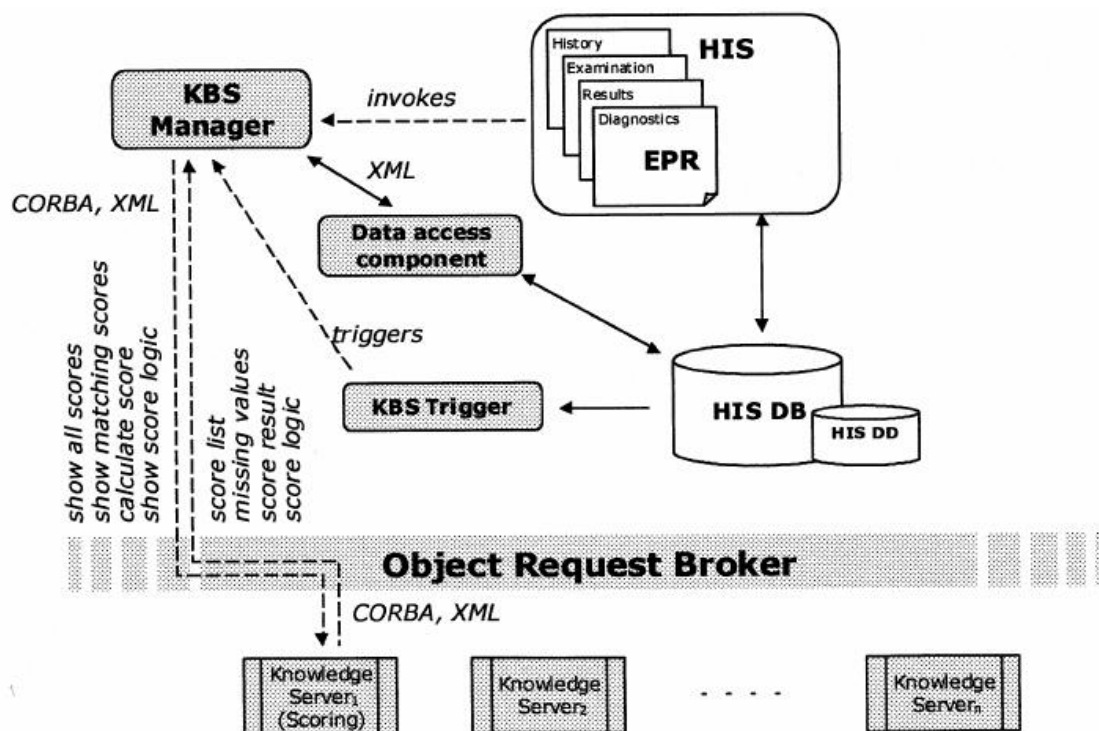 History
HIS
Examination
Results
Diagnostics
EPR
KBS
Manager
invokes
XML
CORBA, XML
Data access
component
triggers
KBS Trigger
HIS DB
HIS DD
show all scores
show matching scores
calculate score
show score logic
score list
missing values
score result
score logic
Object Request Broker
CORBA, XML
Knowledge
Server1
(Scoring)
Knowledge
Server2
. . . .
Knowledge
Servern